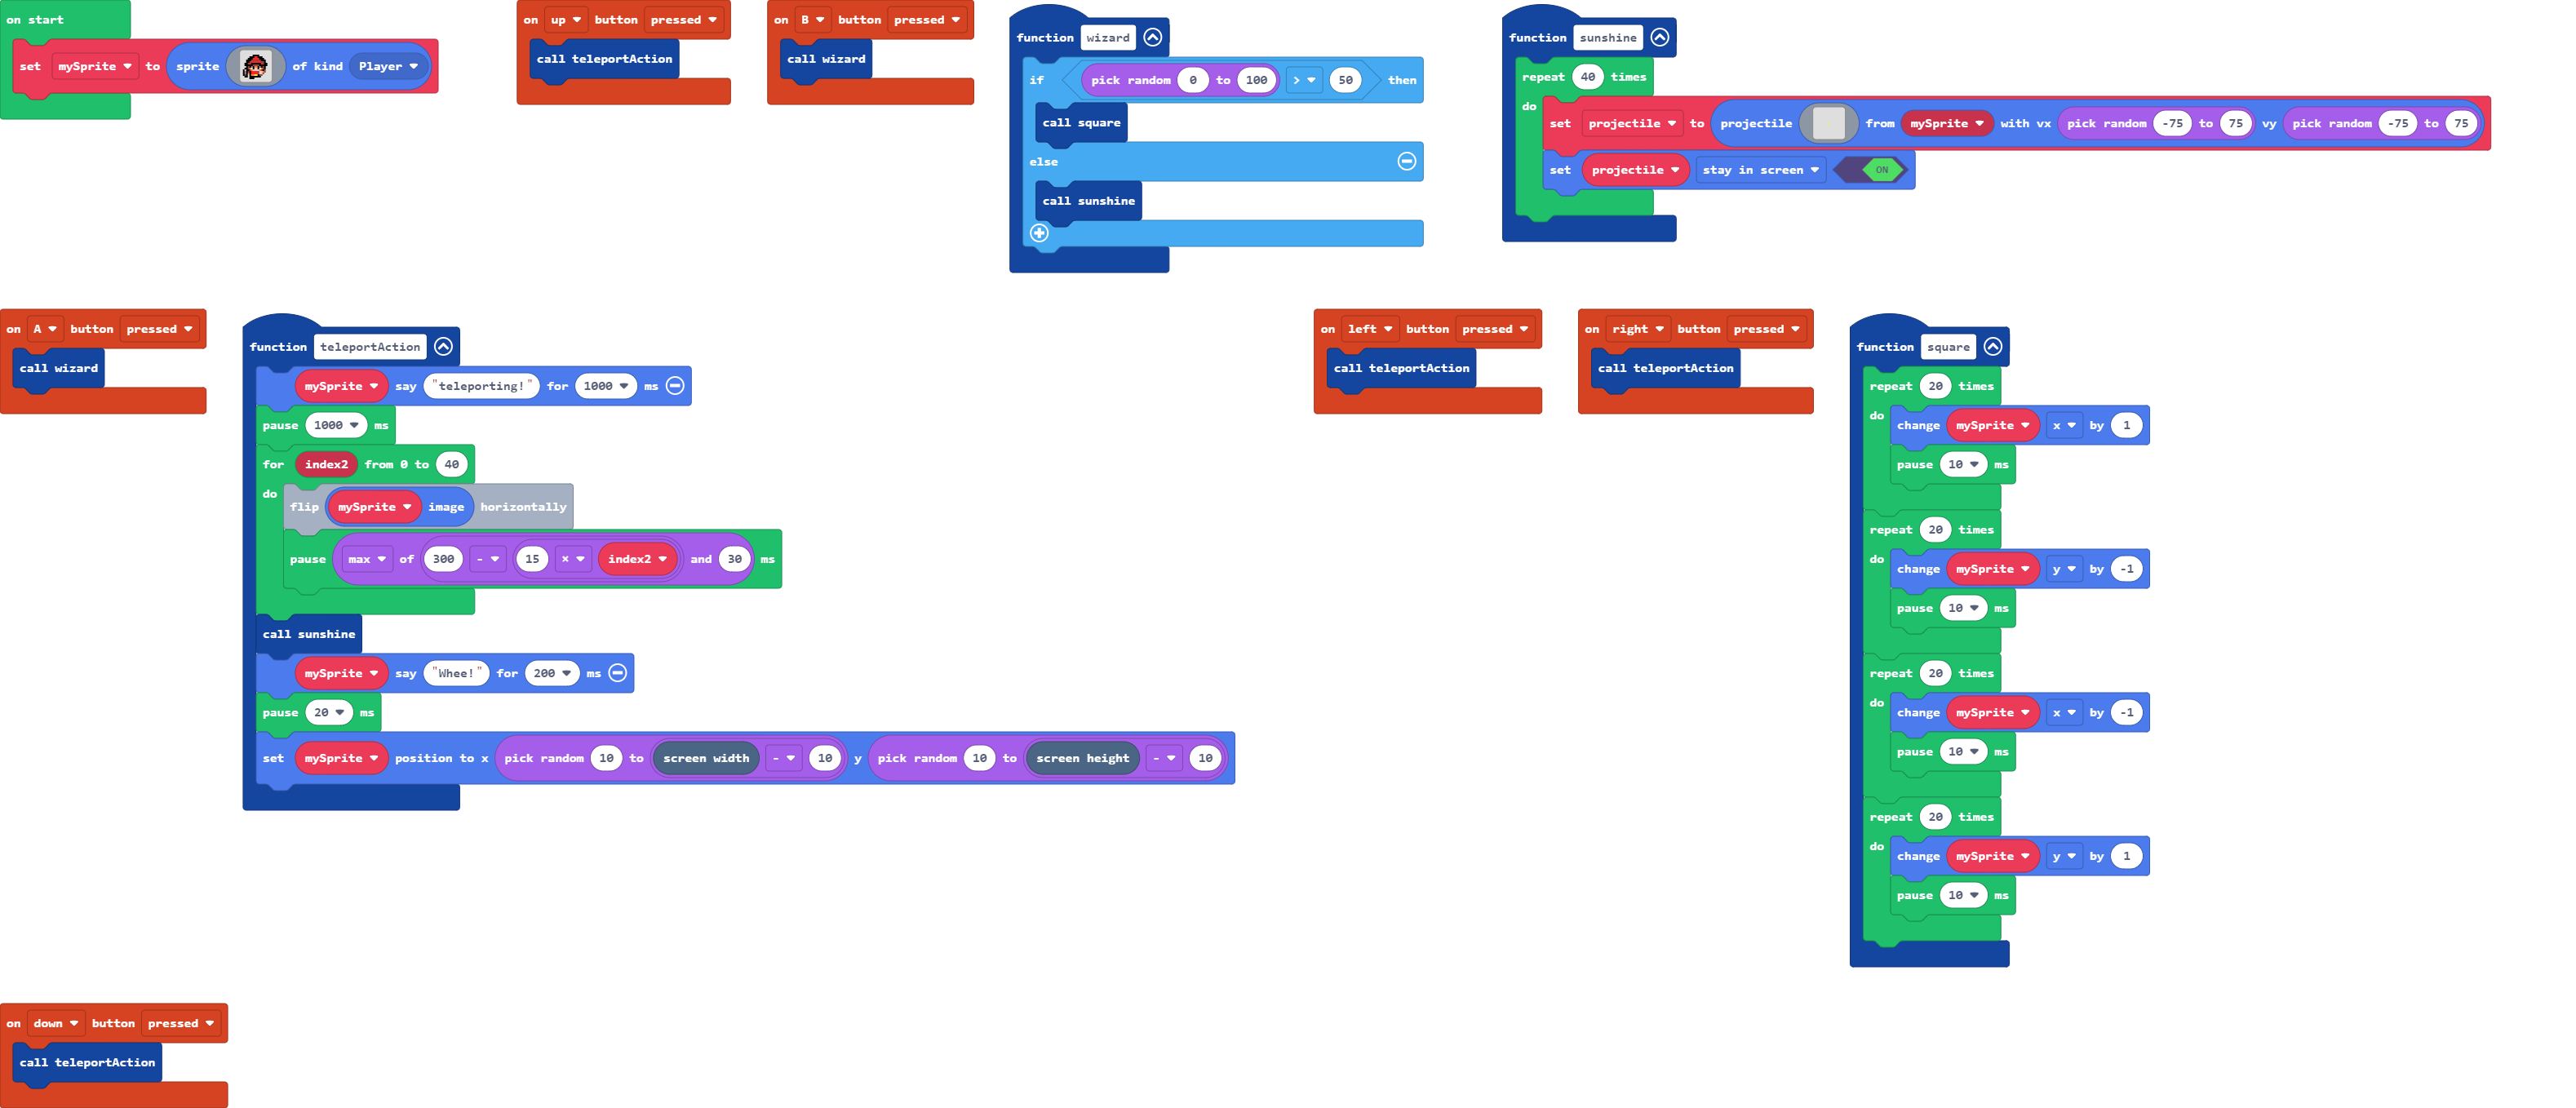 on start
set mySprite to sprite of kind Player
on up button pressed
call teleportAction
on B button pressed
call wizard
function wizard
if pick random 0 to 100 > 50 then
call square
else
call sunshine
function sunshine
repeat 40 times
do
set projectile to projectile from mySprite with vx pick random -75 to 75 vy pick random -75 to 75
set projectile stay in screen ON
on A button pressed
call wizard
function teleportAction
mySprite say "teleporting!" for 1000 ms
pause 1000 ms
for index2 from 0 to 40
do
flip mySprite image horizontally
pause max of 300 - 15 × index2 and 30 ms
call sunshine
mySprite say "Whee!" for 200 ms
pause 20 ms
set mySprite position to x pick random 10 to screen width - 10 y pick random 10 to screen height - 10
on left button pressed
call teleportAction
on right button pressed
call teleportAction
function square
repeat 20 times
do
change mySprite x by 1
pause 10 ms
repeat 20 times
do
change mySprite y by -1
pause 10 ms
repeat 20 times
do
change mySprite x by -1
pause 10 ms
repeat 20 times
do
change mySprite y by 1
pause 10 ms
on down button pressed
call teleportAction